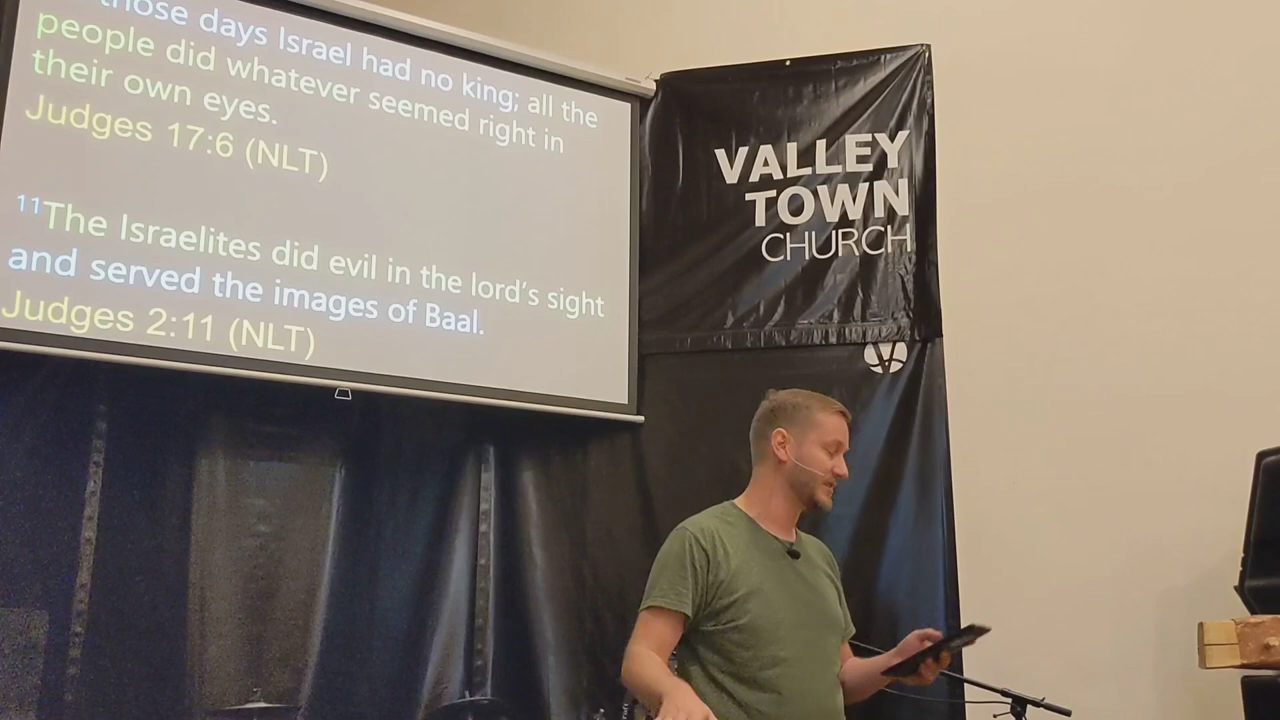 those days Israel had no king; all the
people did whatever seemed right in
their own eyes.
Judges 17:6 (NLT)
11The Israelites did evil in the lord's sight
and served the images of Baal.
Judges 2:11 (NLT)
VALLEY
TOWN
CHURCH